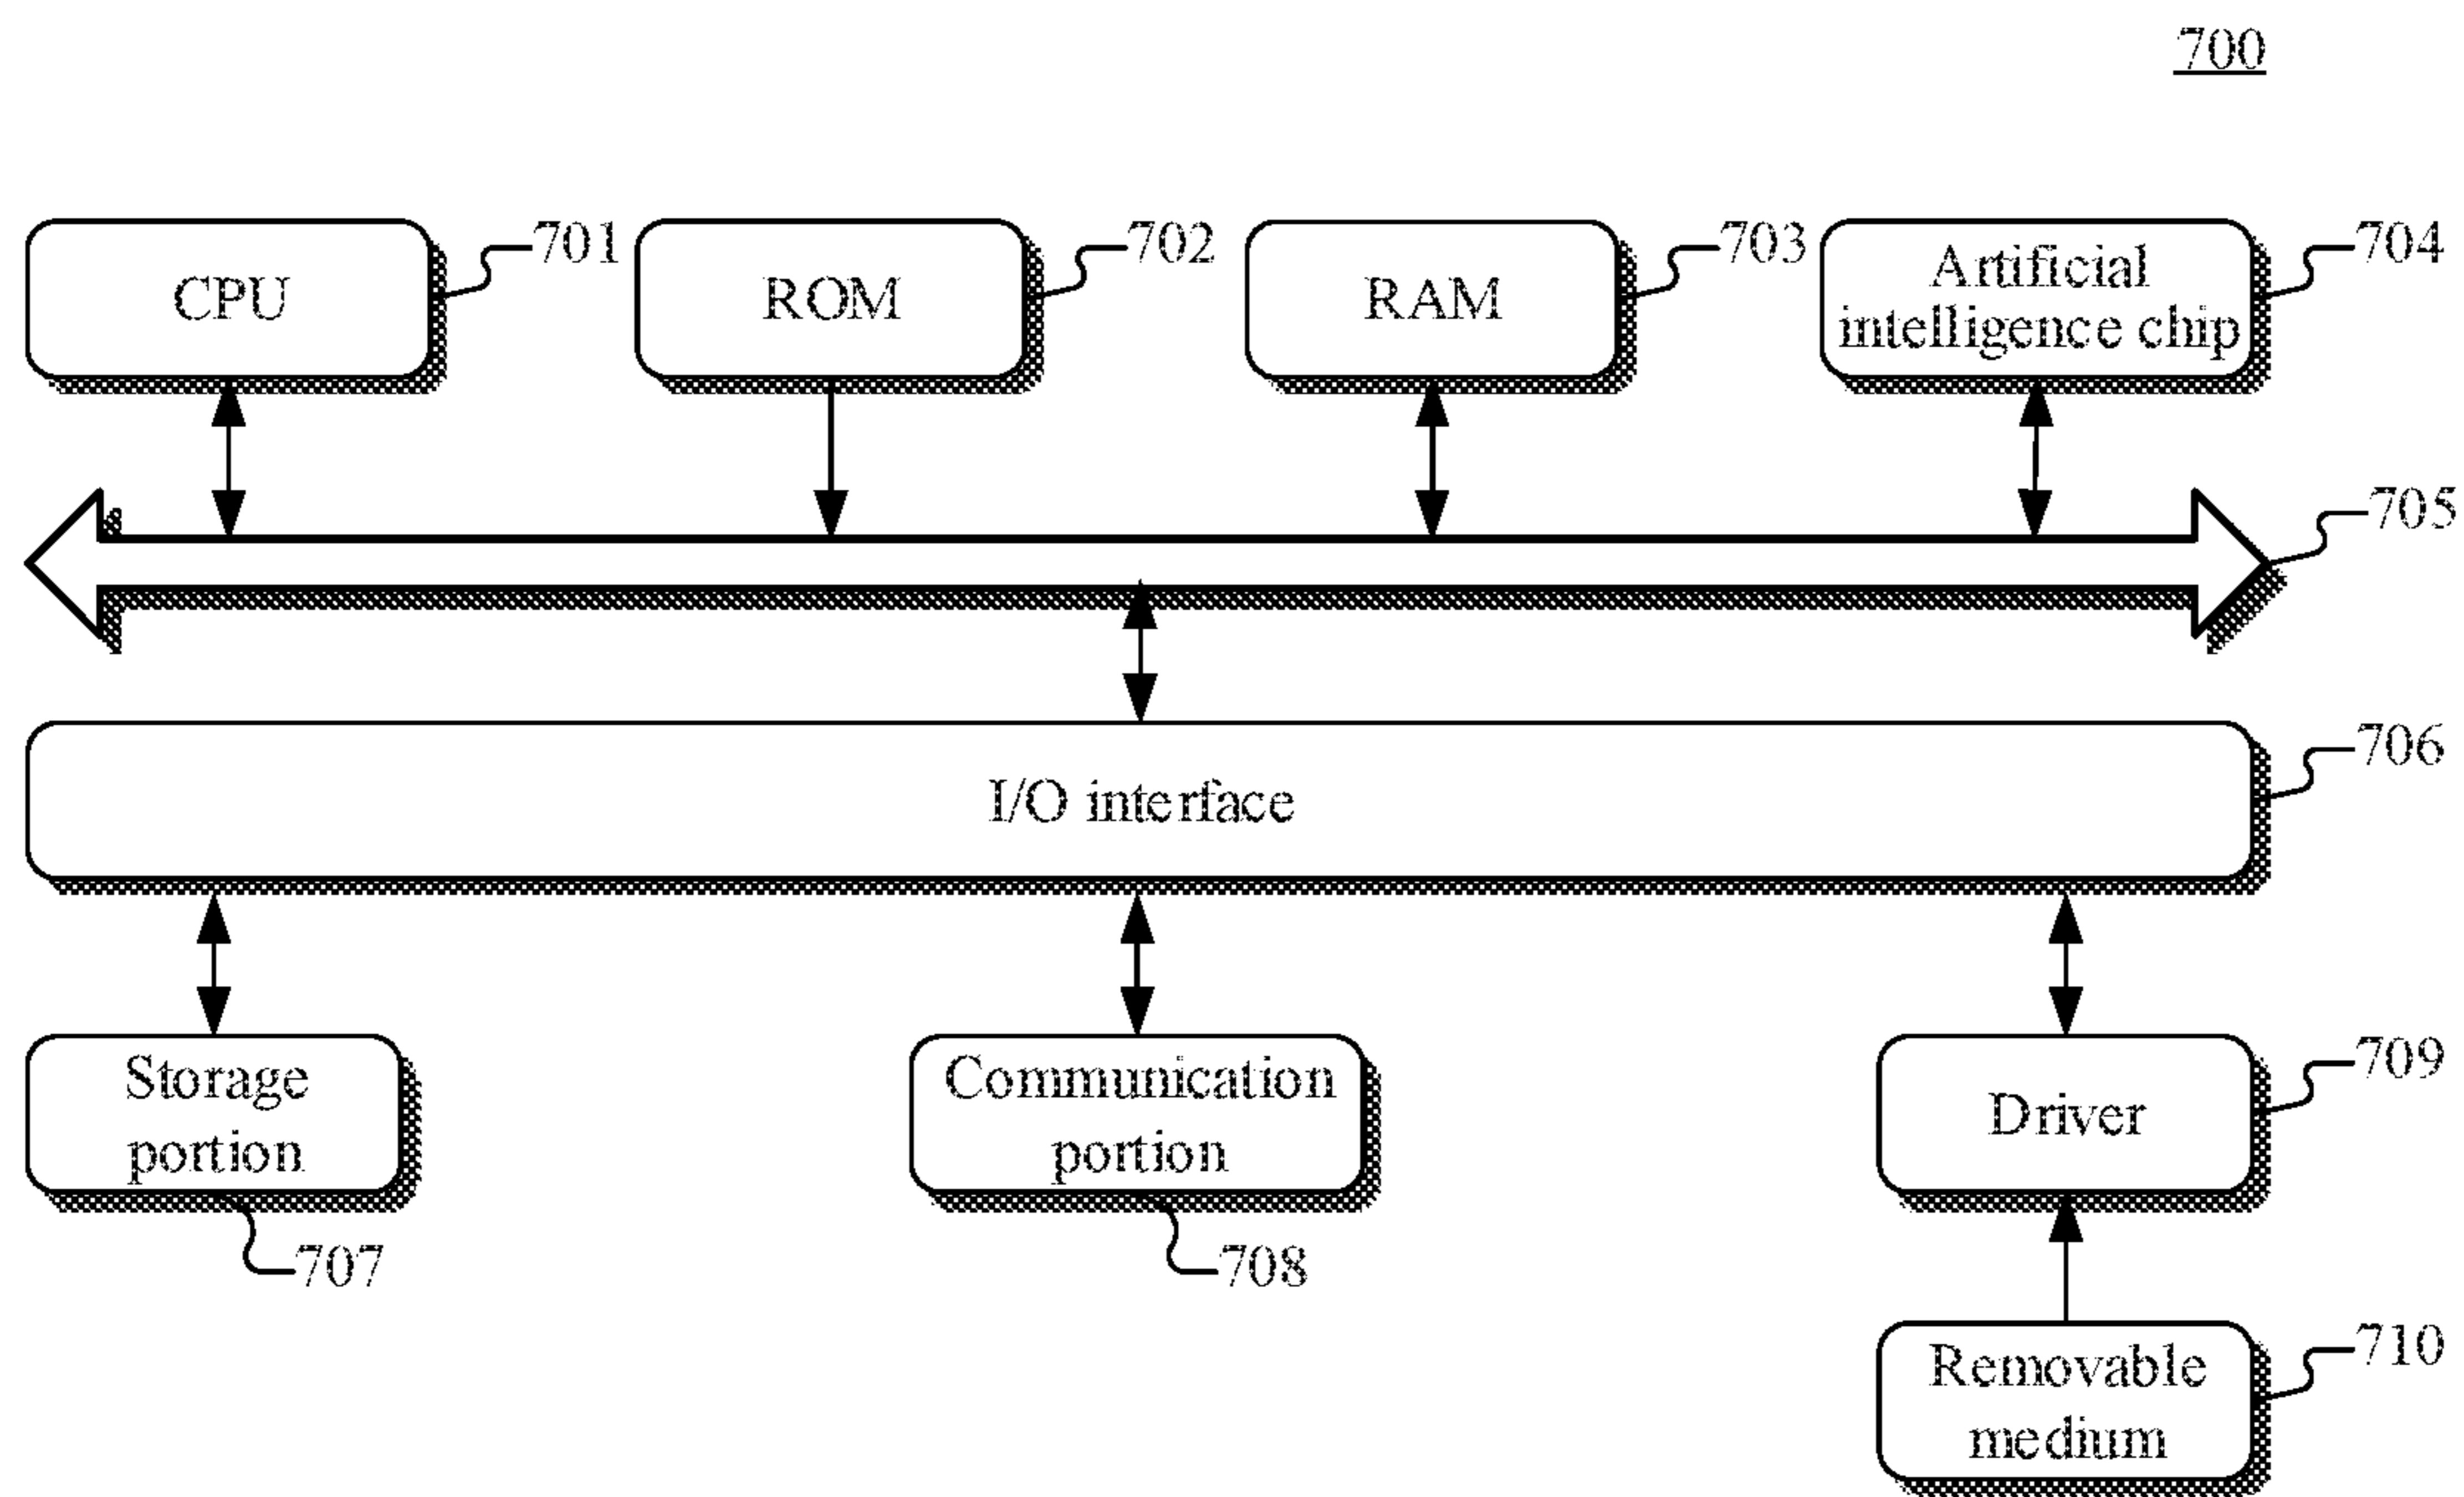 700
CPU
701
ROM
702
RAM
703
Artificial
intelligence chip
704
705
I/O interface
706
Storage
portion
707
Communication
portion
708
Driver
709
Removable
medium
710